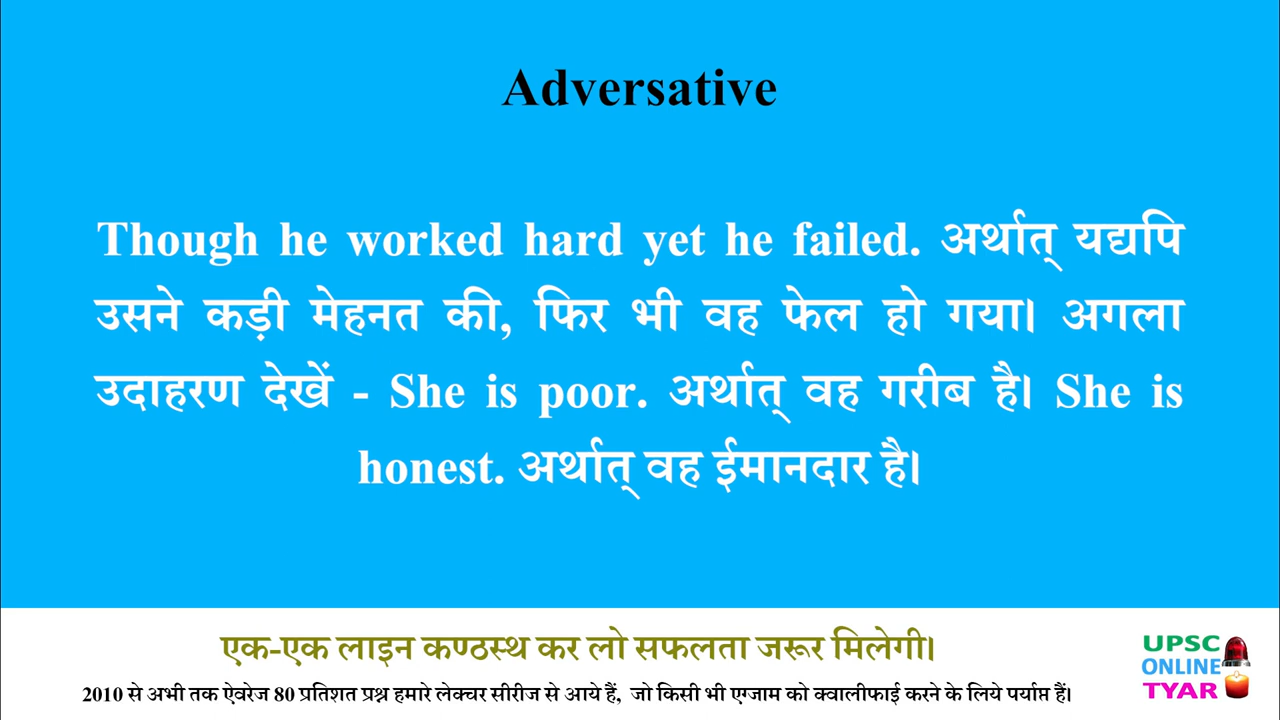 Adversative
Though he worked hard yet he failed. अर्थात् यद्यपि
उसने कड़ी मेहनत की, फिर भी वह फेल हो गया। अगला
उदाहरण देखें - She is poor. अर्थात् वह गरीब है। She is
honest. अर्थात् वह ईमानदार है।
एक-एक लाइन कण्ठस्थ कर लो सफलता जरूर मिलेगी।
2010 से अभी तक ऐवरेज 80 प्रतिशत प्रश्न हमारे लेक्चर सीरीज से आये हैं, जो किसी भी एग्जाम को क्वालीफाई करने के लिये पर्याप्त हैं।
UPSC
ONLINE
TYAR